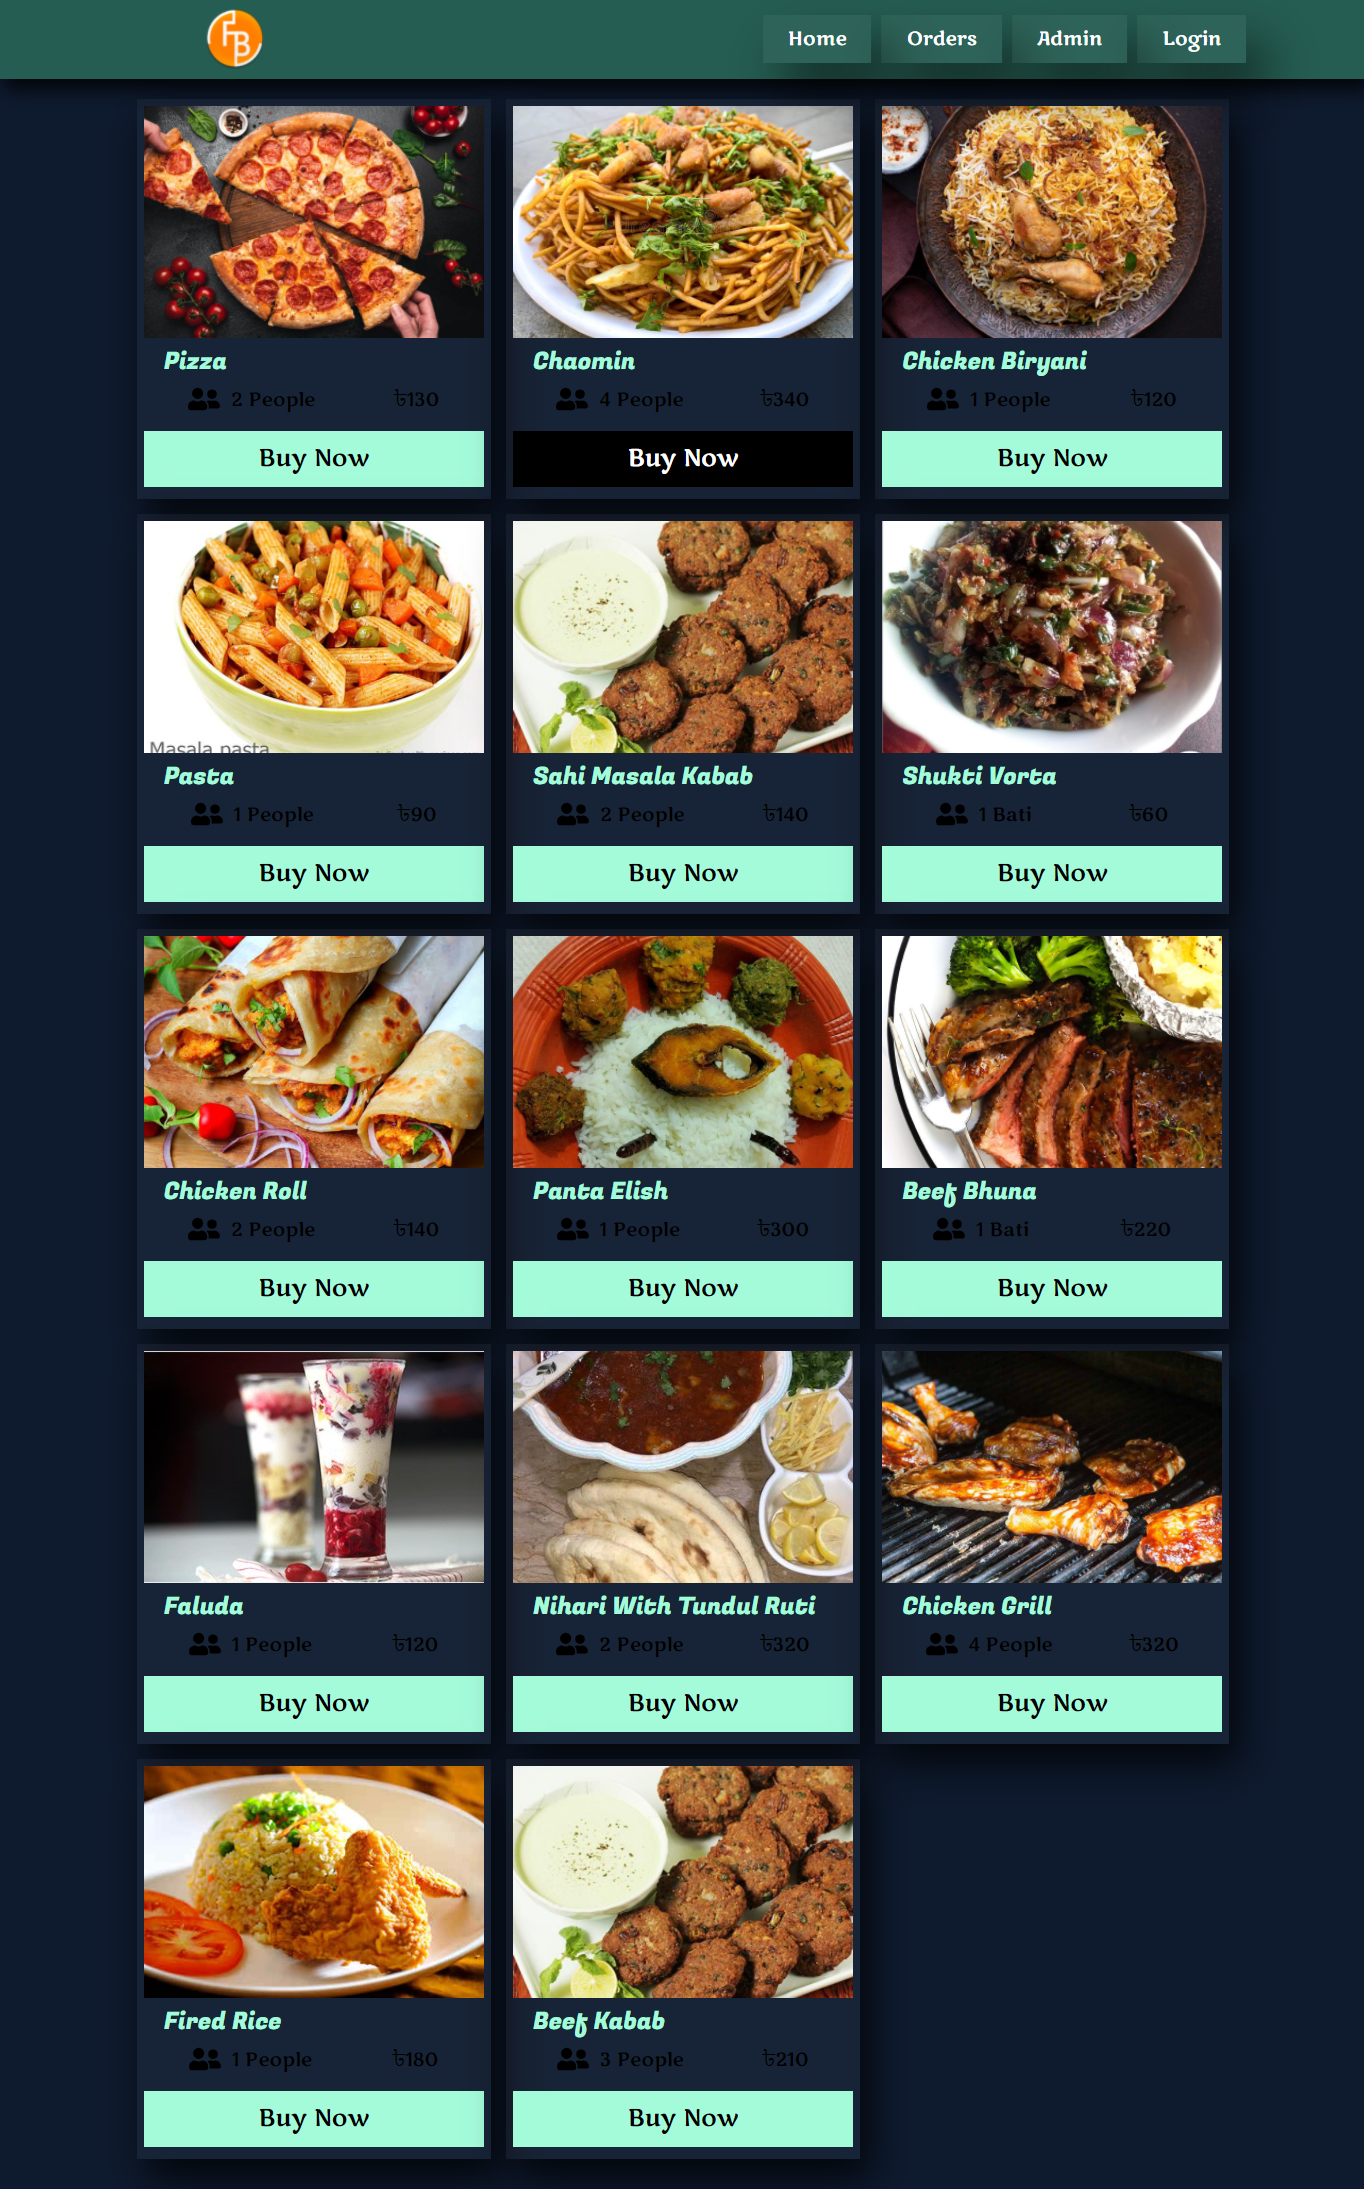 FB
Home Orders Admin Login
Pizza Chaomin Chicken Biryani
2 People ৳130 4 People ৳340 1 People ৳120
Buy Now Buy Now Buy Now
Masala pasta
Pasta Sahi Masala Kabab Shukti Vorta
1 People ৳90 2 People ৳140 1 Bati ৳60
Buy Now Buy Now Buy Now
Chicken Roll Panta Elish Beef Bhuna
2 People ৳140 1 People ৳300 1 Bati ৳220
Buy Now Buy Now Buy Now
Faluda Nihari With Tundul Ruti Chicken Grill
1 People ৳120 2 People ৳320 4 People ৳320
Buy Now Buy Now Buy Now
Fired Rice Beef Kabab
1 People ৳180 3 People ৳210
Buy Now Buy Now